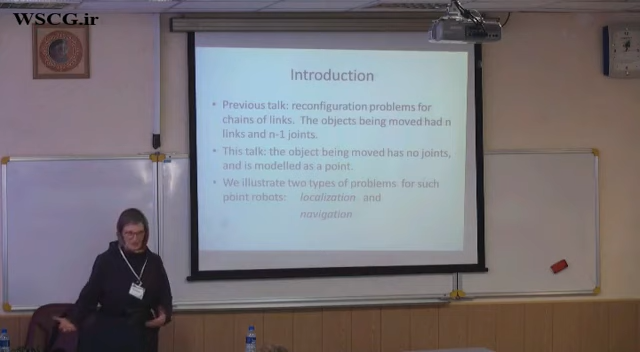 WSCG.ir
Introduction
• Previous talk: reconfiguration problems for
chains of links. The objects being moved had n
links and n-1 joints.
• This talk: the object being moved has no joints,
and is modelled as a point.
• We illustrate two types of problems for such
point robots: localization and
navigation